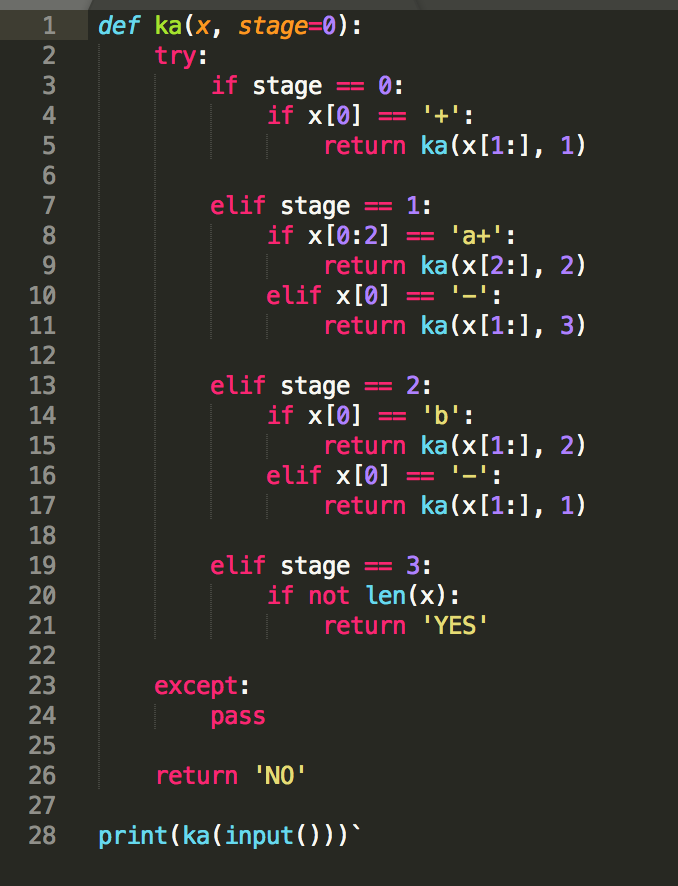 1 def ka(x, stage=0):
2     try:
3         if stage == 0:
4             if x[0] == '+':
5                 return ka(x[1:], 1)
6
7         elif stage == 1:
8             if x[0:2] == 'a+':
9                 return ka(x[2:], 2)
10             elif x[0] == '-':
11                 return ka(x[1:], 3)
12
13         elif stage == 2:
14             if x[0] == 'b':
15                 return ka(x[1:], 2)
16             elif x[0] == '-':
17                 return ka(x[1:], 1)
18
19         elif stage == 3:
20             if not len(x):
21                 return 'YES'
22
23     except:
24         pass
25
26     return 'NO'
27
28 print(ka(input()))`